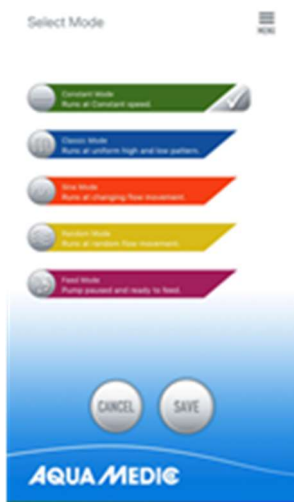 Select Mode
MENU
Constant Mode
Runs at Constant speed.
Classic Mode
Runs at uniform high and low pattern.
Sine Mode
Runs at changing flow movement.
Random Mode
Runs at random flow movement.
Feed Mode
Pump paused and ready to feed.
CANCEL
SAVE
AQUA MEDIC